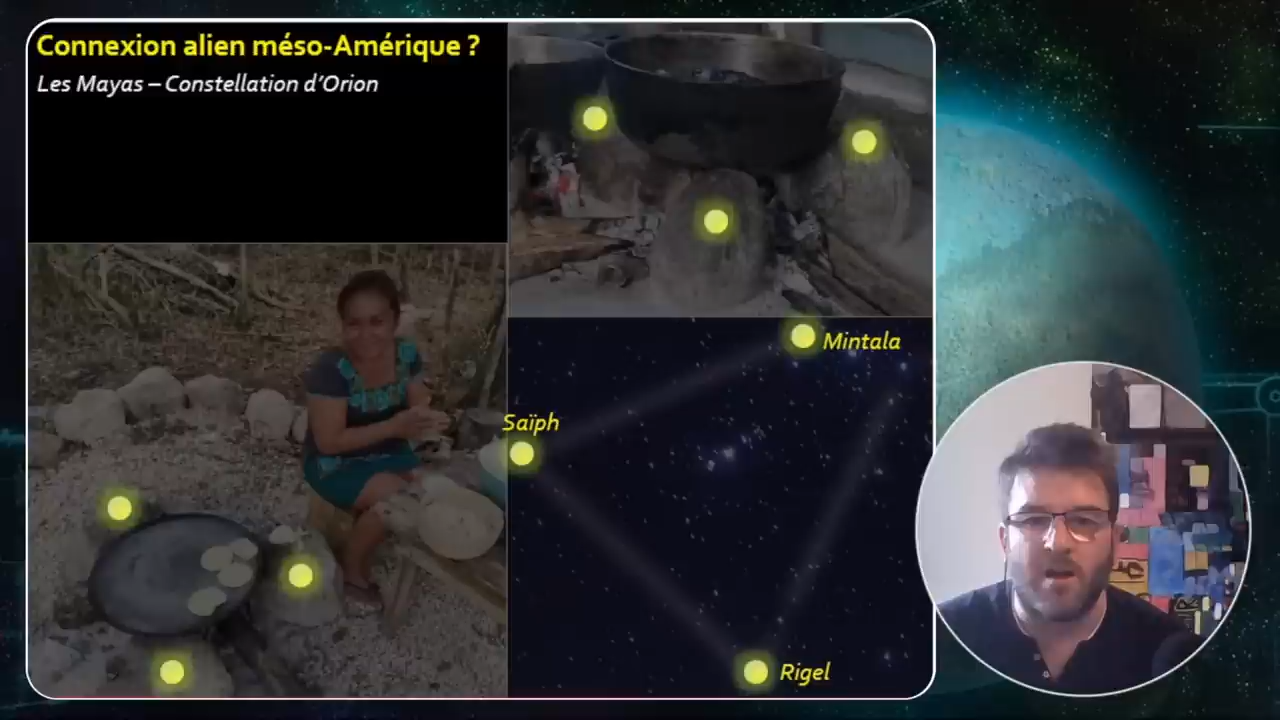 Connexion alien méso-Amérique ?
Les Mayas – Constellation d'Orion
Mintala
Saïph
Rigel